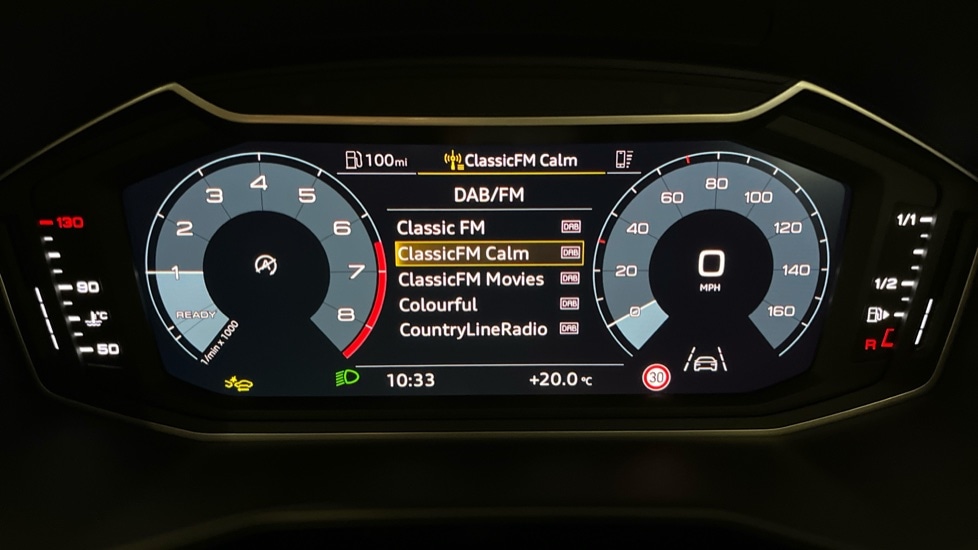 100mi
ClassicFM Calm
DAB/FM
Classic FM DAB
ClassicFM Calm DAB
ClassicFM Movies DAB
Colourful DAB
CountryLineRadio DAB
10:33
+20.0 °C
READY
1
2
3
4
5
6
7
8
1/min x 1000
A
0
20
40
60
80
100
120
140
160
0
MPH
30
130
90
°C
50
1/1
1/2
R